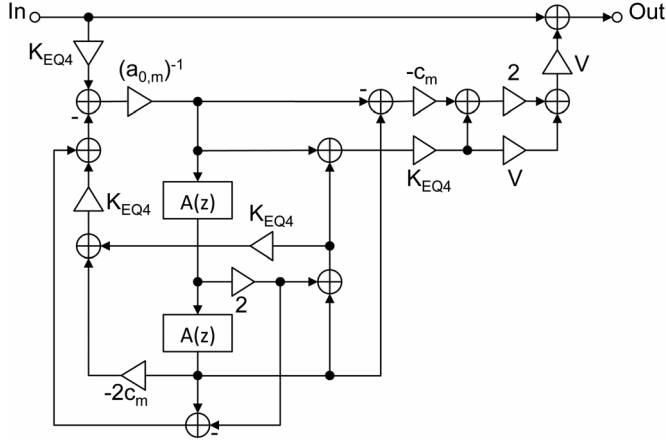 In
Out
K_EQ4
(a_0,m)^-1
-
-
-c_m
2
V
K_EQ4
V
A(z)
K_EQ4
K_EQ4
2
A(z)
-2c_m
-